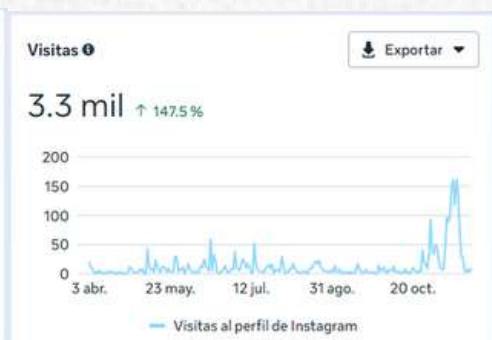 Visitas
Exportar
3.3 mil ↑ 147.5 %
200
150
100
50
0
3 abr. 23 may. 12 jul. 31 ago. 20 oct.
Visitas al perfil de Instagram